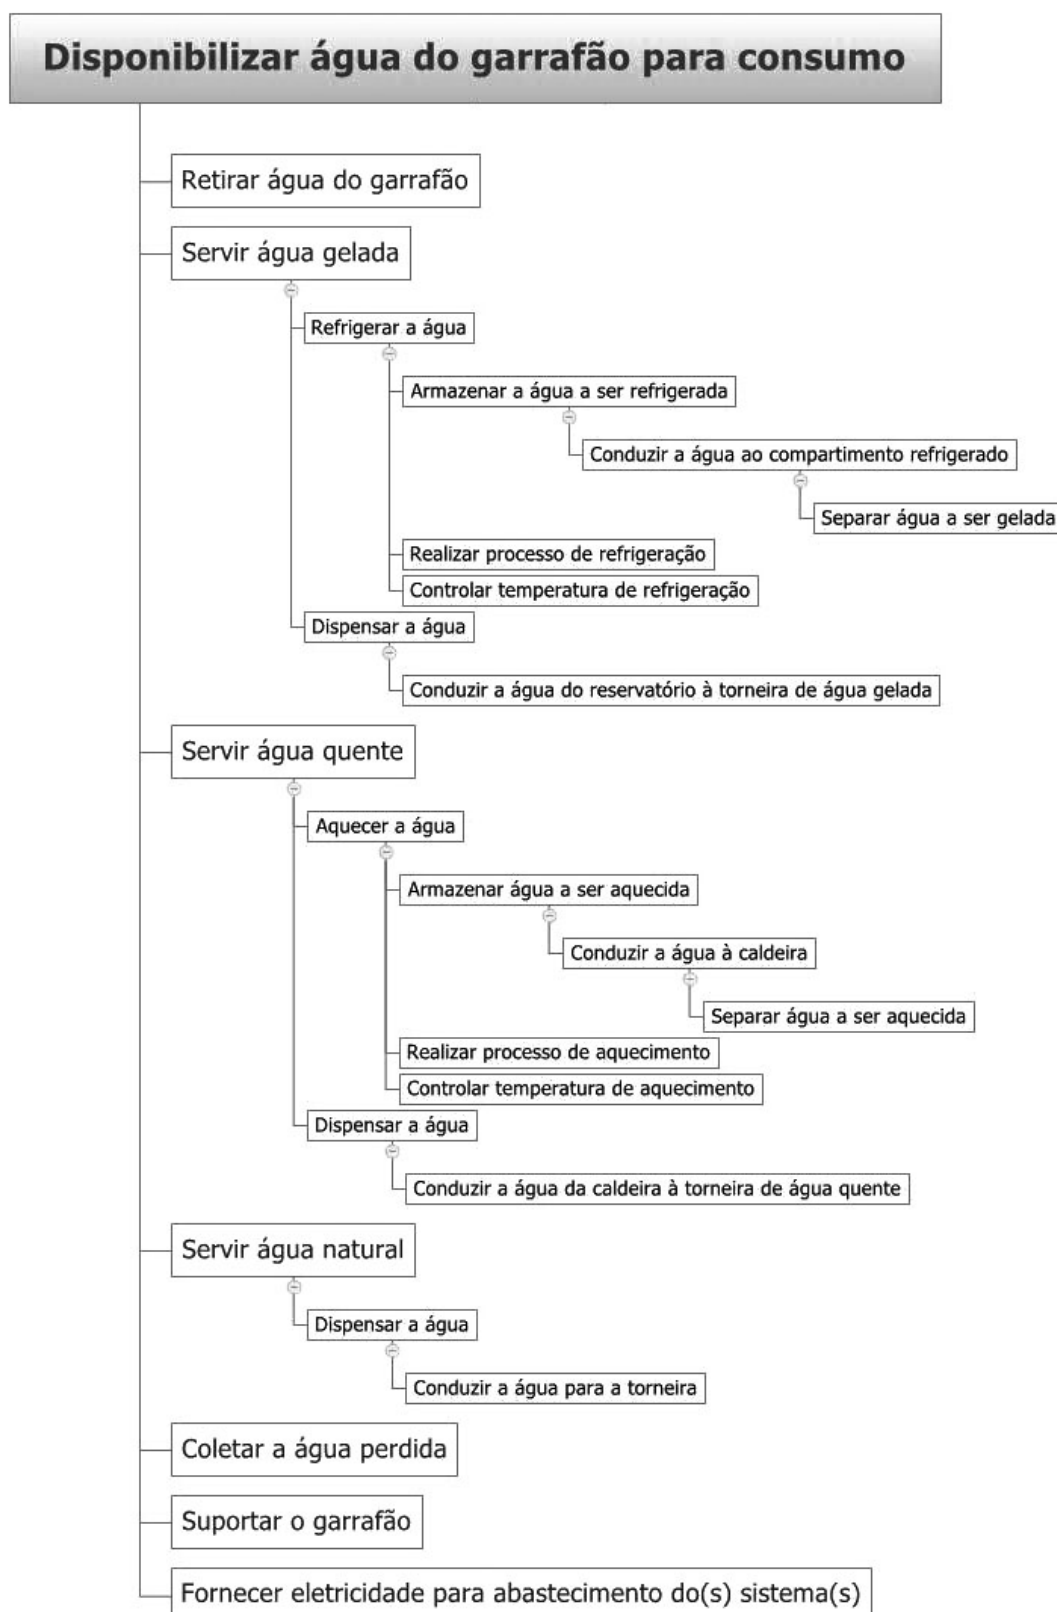 Disponibilizar água do garrafão para consumo
Retirar água do garrafão
Servir água gelada
Refrigerar a água
Armazenar a água a ser refrigerada
Conduzir a água ao compartimento refrigerado
Separar água a ser gelada
Realizar processo de refrigeração
Controlar temperatura de refrigeração
Dispensar a água
Conduzir a água do reservatório à torneira de água gelada
Servir água quente
Aquecer a água
Armazenar água a ser aquecida
Conduzir a água à caldeira
Separar água a ser aquecida
Realizar processo de aquecimento
Controlar temperatura de aquecimento
Dispensar a água
Conduzir a água da caldeira à torneira de água quente
Servir água natural
Dispensar a água
Conduzir a água para a torneira
Coletar a água perdida
Suportar o garrafão
Fornecer eletricidade para abastecimento do(s) sistema(s)